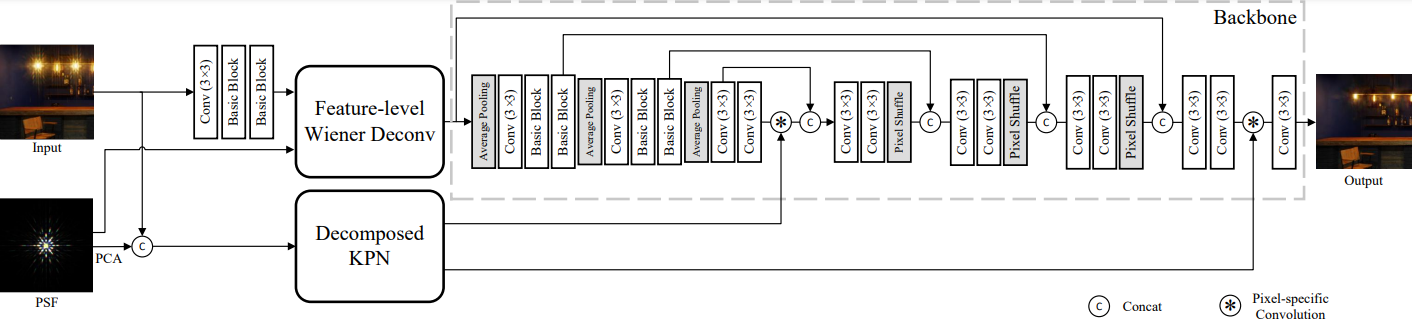 Backbone
Input
Conv (3×3)
Basic Block
Basic Block
Feature-level
Wiener Deconv
Average Pooling
Conv (3×3)
Basic Block
Basic Block
Average Pooling
Conv (3×3)
Basic Block
Basic Block
Average Pooling
Conv (3×3)
Conv (3×3)
*
C
Conv (3×3)
Conv (3×3)
Pixel Shuffle
C
Conv (3×3)
Conv (3×3)
Pixel Shuffle
C
Conv (3×3)
Conv (3×3)
Pixel Shuffle
C
Conv (3×3)
Conv (3×3)
*
Conv (3×3)
Output
PSF
PCA
C
Decomposed
KPN
C
Concat
*
Pixel-specific
Convolution